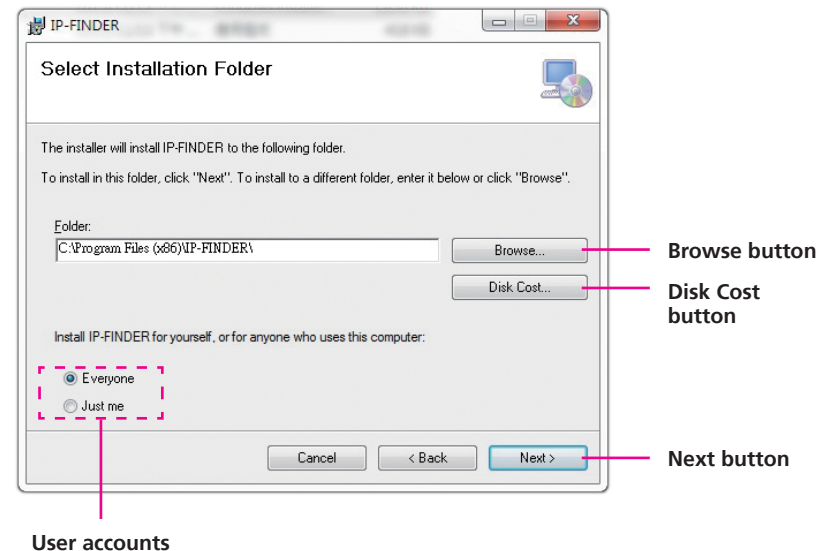 IP-FINDER
Select Installation Folder
The installer will install IP-FINDER to the following folder.
To install in this folder, click "Next". To install to a different folder, enter it below or click "Browse".
Folder:
C:\Program Files (x86)\IP-FINDER\
Browse...
Browse button
Disk Cost...
Disk Cost
button
Install IP-FINDER for yourself, or for anyone who uses this computer:
Everyone
Just me
Cancel
< Back
Next >
Next button
User accounts